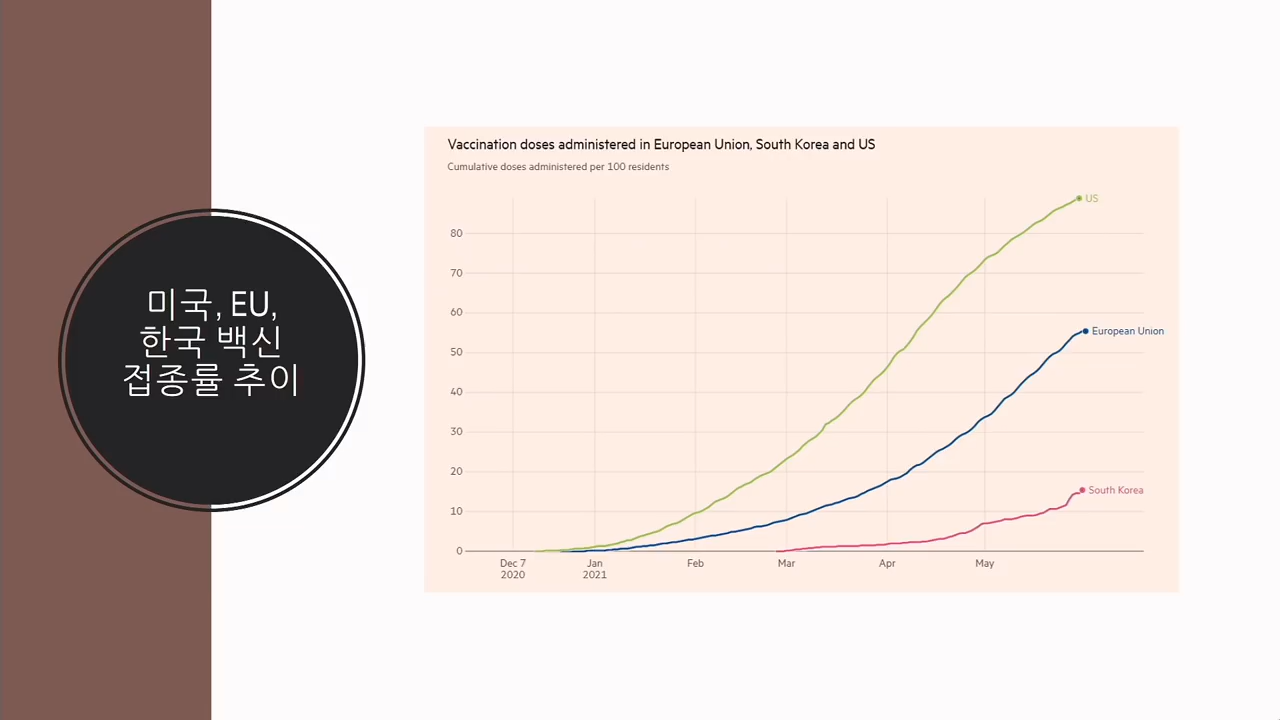 미국, EU,
한국 백신
접종률 추이
Vaccination doses administered in European Union, South Korea and US
Cumulative doses administered per 100 residents
US
80
70
60
European Union
50
40
30
20
South Korea
10
0
Dec 7 Jan Feb Mar Apr May
2020 2021